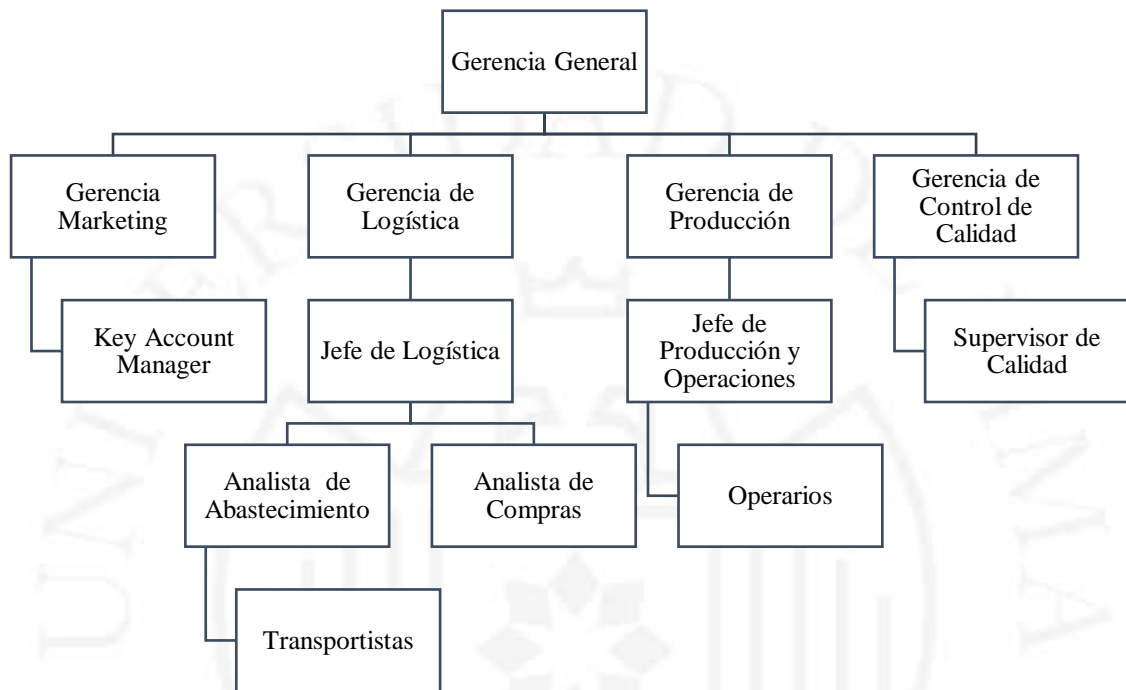 Gerencia General
Gerencia
Marketing
Gerencia de
Logística
Gerencia de
Producción
Gerencia de
Control de
Calidad
Key Account
Manager
Jefe de Logística
Jefe de
Producción y
Operaciones
Supervisor de
Calidad
Analista de
Abastecimiento
Analista de
Compras
Operarios
Transportistas